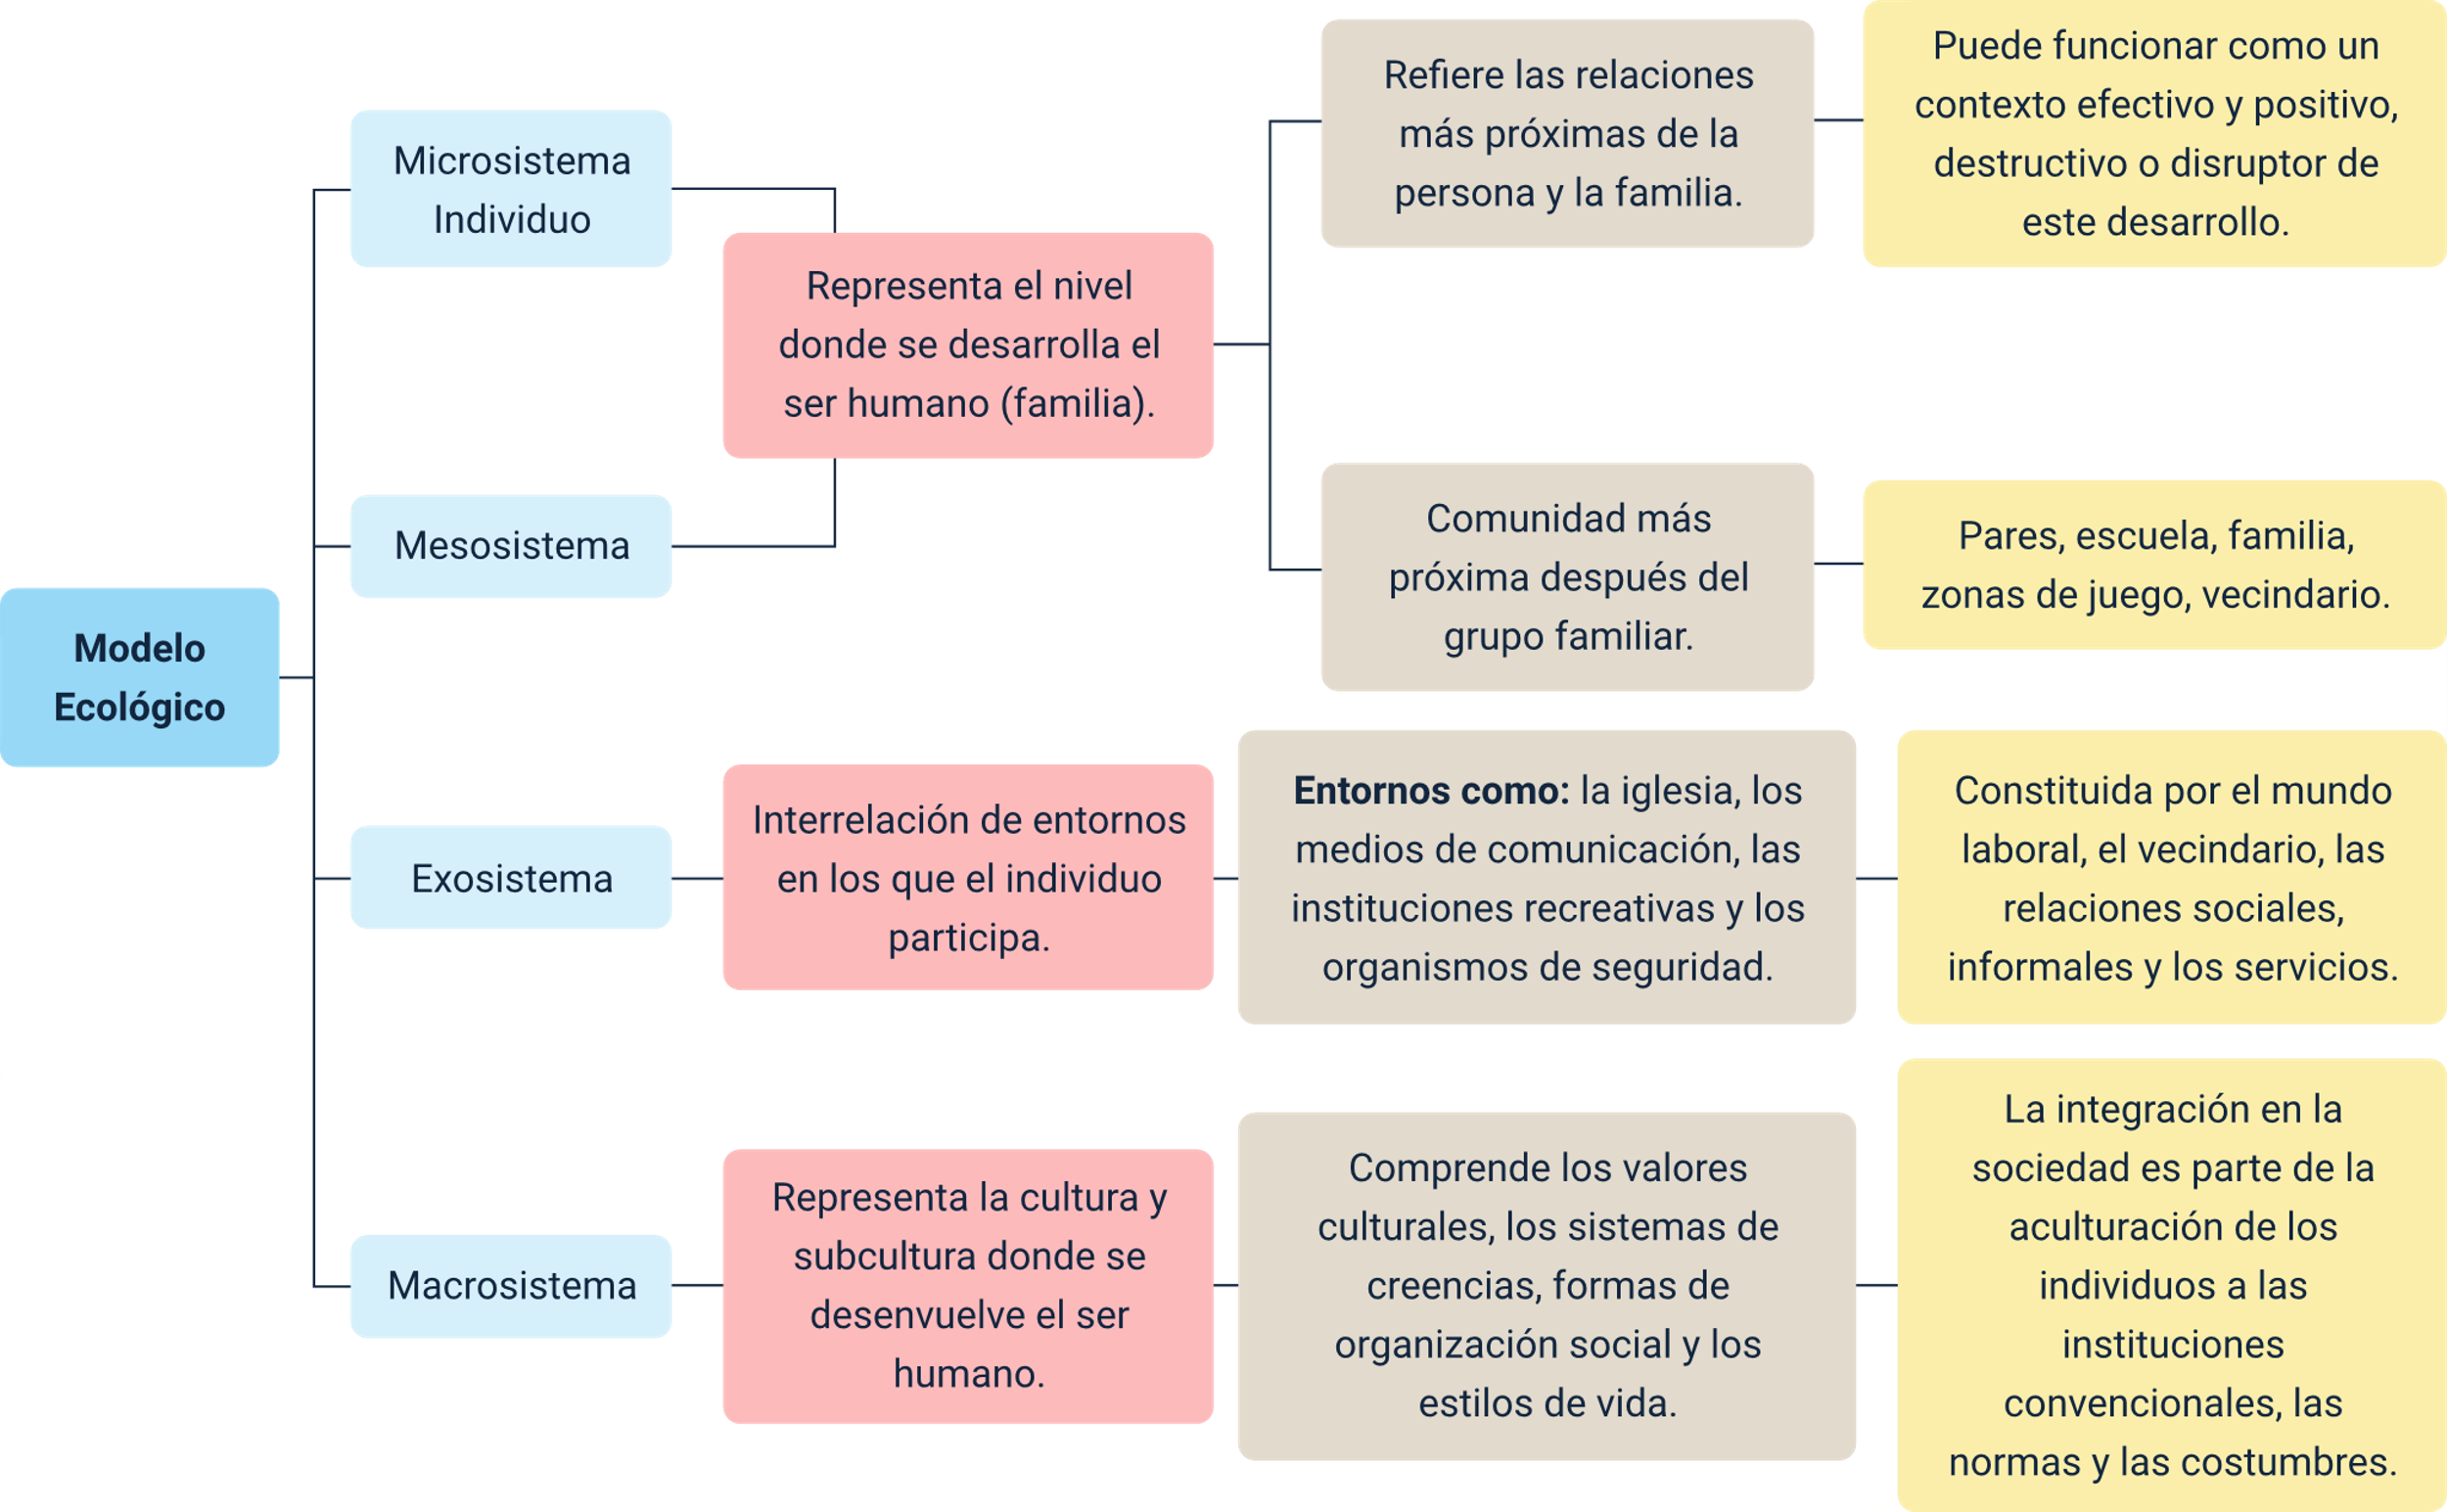 Modelo
Ecológico
Microsistema
Individuo
Mesosistema
Representa el nivel
donde se desarrolla el
ser humano (familia).
Refiere las relaciones
más próximas de la
persona y la familia.
Puede funcionar como un
contexto efectivo y positivo,
destructivo o disruptor de
este desarrollo.
Comunidad más
próxima después del
grupo familiar.
Pares, escuela, familia,
zonas de juego, vecindario.
Exosistema
Interrelación de entornos
en los que el individuo
participa.
Entornos como: la iglesia, los
medios de comunicación, las
instituciones recreativas y los
organismos de seguridad.
Constituida por el mundo
laboral, el vecindario, las
relaciones sociales,
informales y los servicios.
Macrosistema
Representa la cultura y
subcultura donde se
desenvuelve el ser
humano.
Comprende los valores
culturales, los sistemas de
creencias, formas de
organización social y los
estilos de vida.
La integración en la
sociedad es parte de la
aculturación de los
individuos a las
instituciones
convencionales, las
normas y las costumbres.